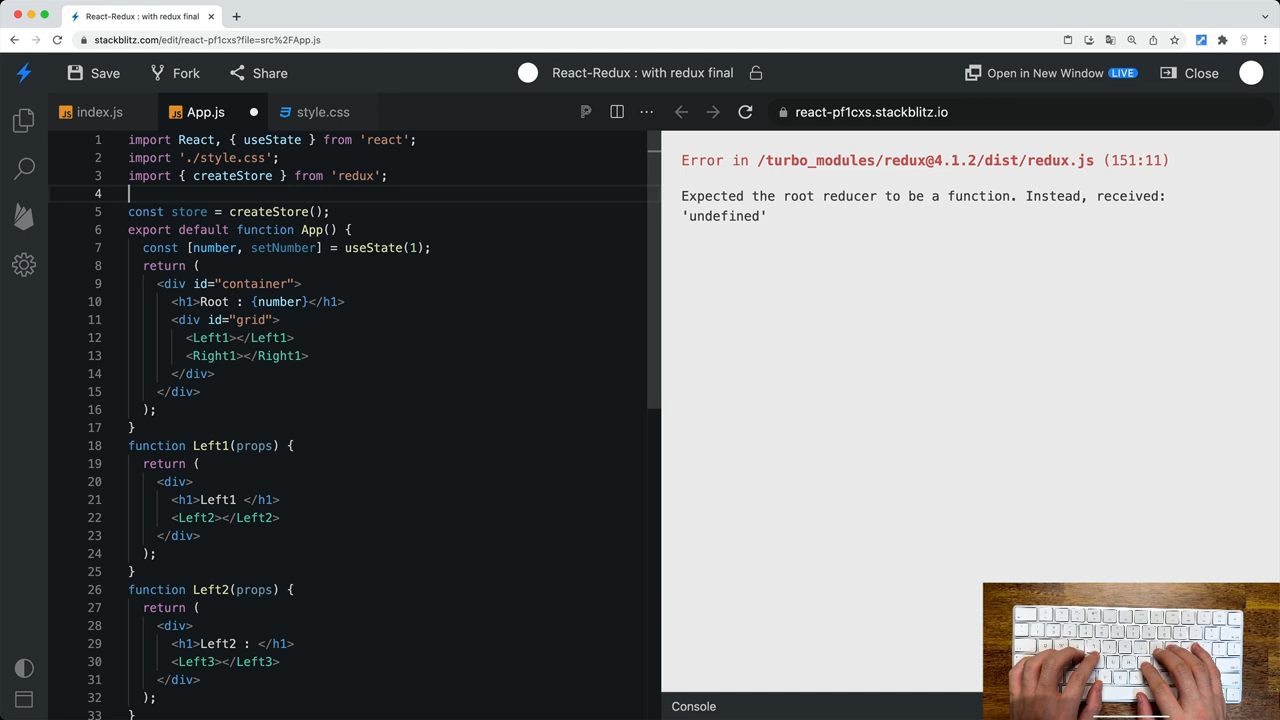 React-Redux : with redux final
stackblitz.com/edit/react-pf1cxs?file=src%2FApp.js
Save
Fork
Share
React-Redux : with redux final
Open in New Window LIVE
Close
JS index.js
JS App.js
style.css
react-pf1cxs.stackblitz.io
1 import React, { useState } from 'react';
2 import './style.css';
3 import { createStore } from 'redux';
4
5 const store = createStore();
6 export default function App() {
7 const [number, setNumber] = useState(1);
8 return (
9 <div id="container">
10 <h1>Root : {number}</h1>
11 <div id="grid">
12 <Left1></Left1>
13 <Right1></Right1>
14 </div>
15 </div>
16 );
17 }
18 function Left1(props) {
19 return (
20 <div>
21 <h1>Left1 </h1>
22 <Left2></Left2>
23 </div>
24 );
25 }
26 function Left2(props) {
27 return (
28 <div>
29 <h1>Left2 : </h1>
30 <Left3></Left3>
31 </div>
32 );
33 }
Error in /turbo_modules/redux@4.1.2/dist/redux.js (151:11)
Expected the root reducer to be a function. Instead, received:
'undefined'
Console